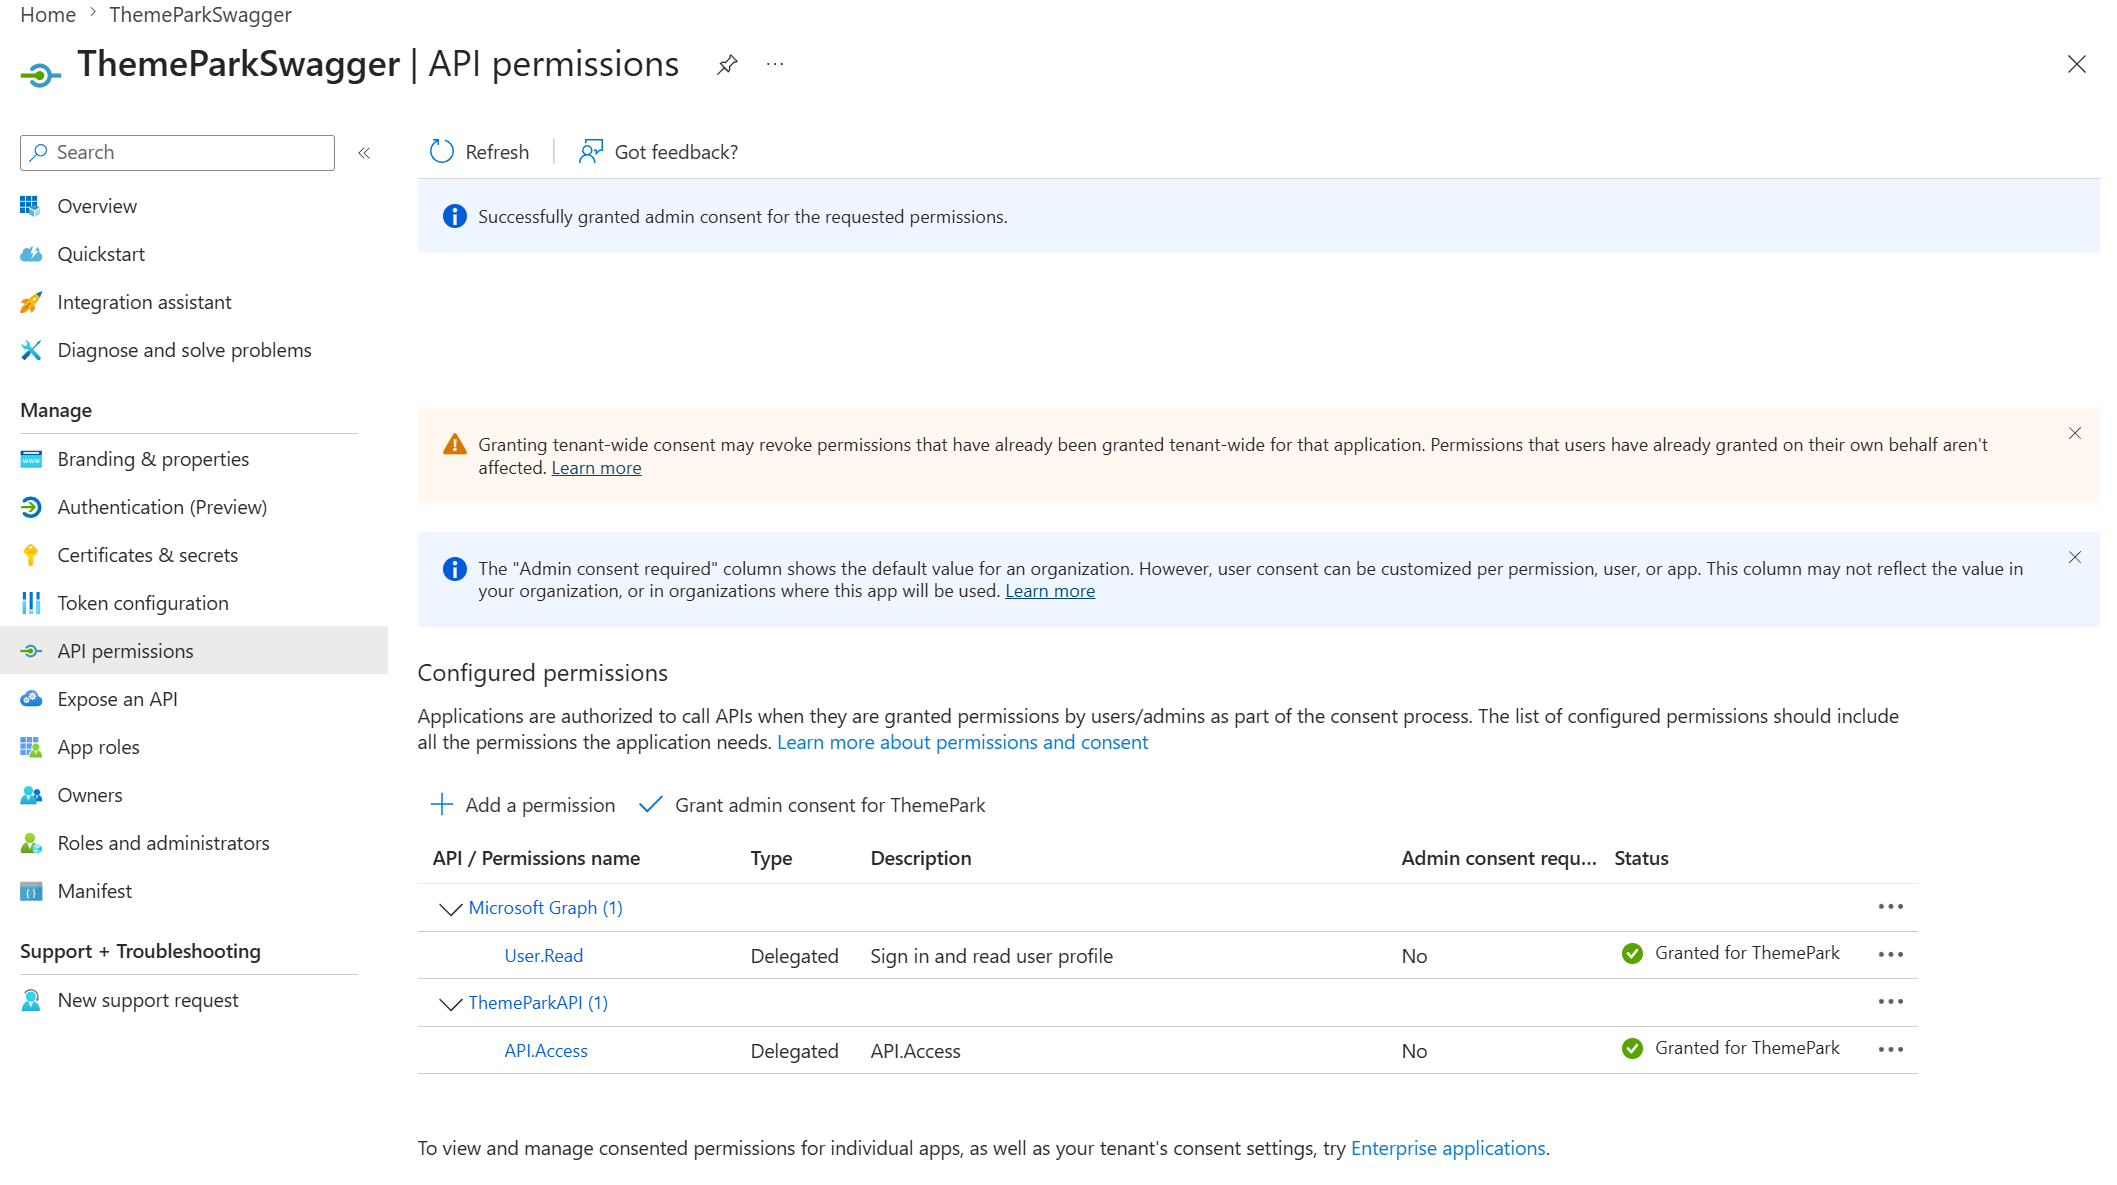 Home > ThemeParkSwagger
ThemeParkSwagger | API permissions ...
Search
«
Overview
Quickstart
Integration assistant
Diagnose and solve problems
Manage
Branding & properties
Authentication (Preview)
Certificates & secrets
Token configuration
API permissions
Expose an API
App roles
Owners
Roles and administrators
Manifest
Support + Troubleshooting
New support request
Refresh
Got feedback?
Successfully granted admin consent for the requested permissions.
Granting tenant-wide consent may revoke permissions that have already been granted tenant-wide for that application. Permissions that users have already granted on their own behalf aren't
affected. Learn more
The "Admin consent required" column shows the default value for an organization. However, user consent can be customized per permission, user, or app. This column may not reflect the value in
your organization, or in organizations where this app will be used. Learn more
Configured permissions
Applications are authorized to call APIs when they are granted permissions by users/admins as part of the consent process. The list of configured permissions should include
all the permissions the application needs. Learn more about permissions and consent
Add a permission
Grant admin consent for ThemePark
API / Permissions name Type Description Admin consent requ... Status
Microsoft Graph (1) ...
User.Read Delegated Sign in and read user profile No Granted for ThemePark ...
ThemeParkAPI (1) ...
API.Access Delegated API.Access No Granted for ThemePark ...
To view and manage consented permissions for individual apps, as well as your tenant's consent settings, try Enterprise applications.